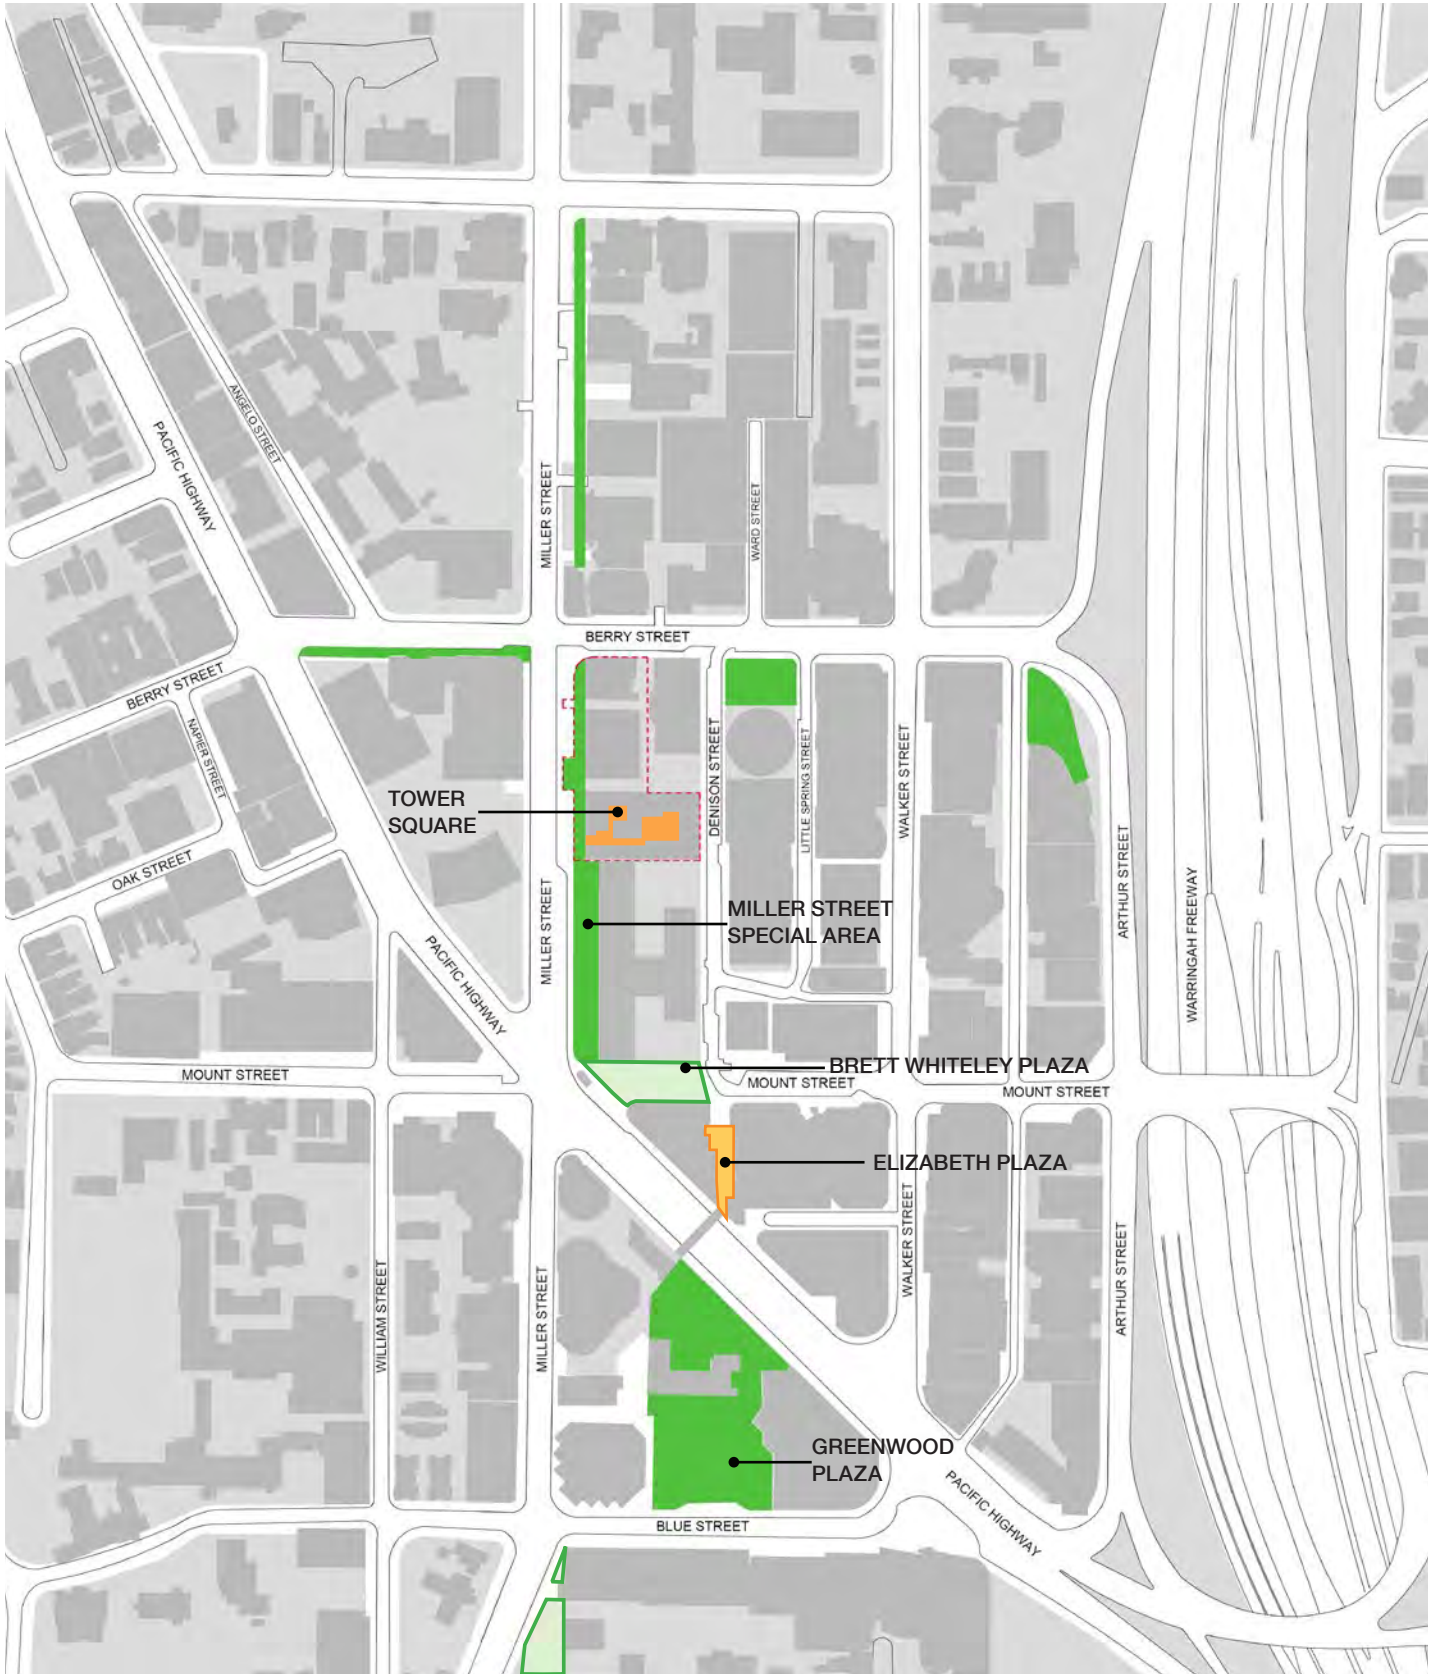 ANGELO STREET
PACIFIC HIGHWAY
MILLER STREET
WARD STREET
BERRY STREET
BERRY STREET
NAPIER STREET
DENISON STREET
LITTLE SPRING STREET
WALKER STREET
TOWER
SQUARE
OAK STREET
ARTHUR STREET
WARRINGAH FREEWAY
MILLER STREET
SPECIAL AREA
MILLER STREET
PACIFIC HIGHWAY
BRETT WHITELEY PLAZA
MOUNT STREET
MOUNT STREET
MOUNT STREET
ELIZABETH PLAZA
WALKER STREET
ARTHUR STREET
WILLIAM STREET
MILLER STREET
GREENWOOD
PLAZA
PACIFIC HIGHWAY
BLUE STREET